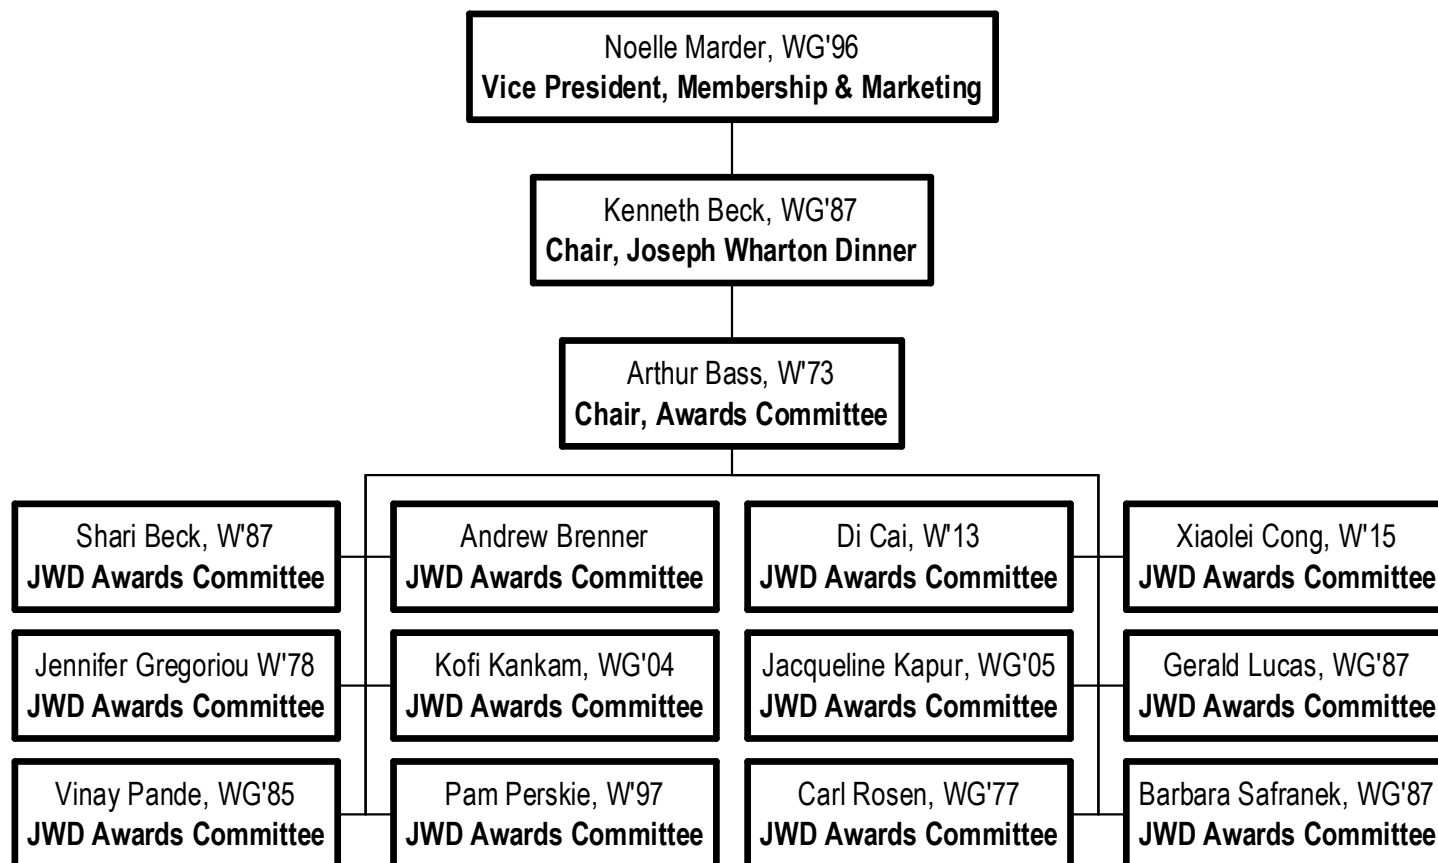 Noelle Marder, WG'96
Vice President, Membership & Marketing
Kenneth Beck, WG'87
Chair, Joseph Wharton Dinner
Arthur Bass, W'73
Chair, Awards Committee
Shari Beck, W'87
JWD Awards Committee
Andrew Brenner
JWD Awards Committee
Di Cai, W'13
JWD Awards Committee
Xiaolei Cong, W'15
JWD Awards Committee
Jennifer Gregoriou W'78
JWD Awards Committee
Kofi Kankam, WG'04
JWD Awards Committee
Jacqueline Kapur, WG'05
JWD Awards Committee
Gerald Lucas, WG'87
JWD Awards Committee
Vinay Pande, WG'85
JWD Awards Committee
Pam Perskie, W'97
JWD Awards Committee
Carl Rosen, WG'77
JWD Awards Committee
Barbara Safranek, WG'87
JWD Awards Committee